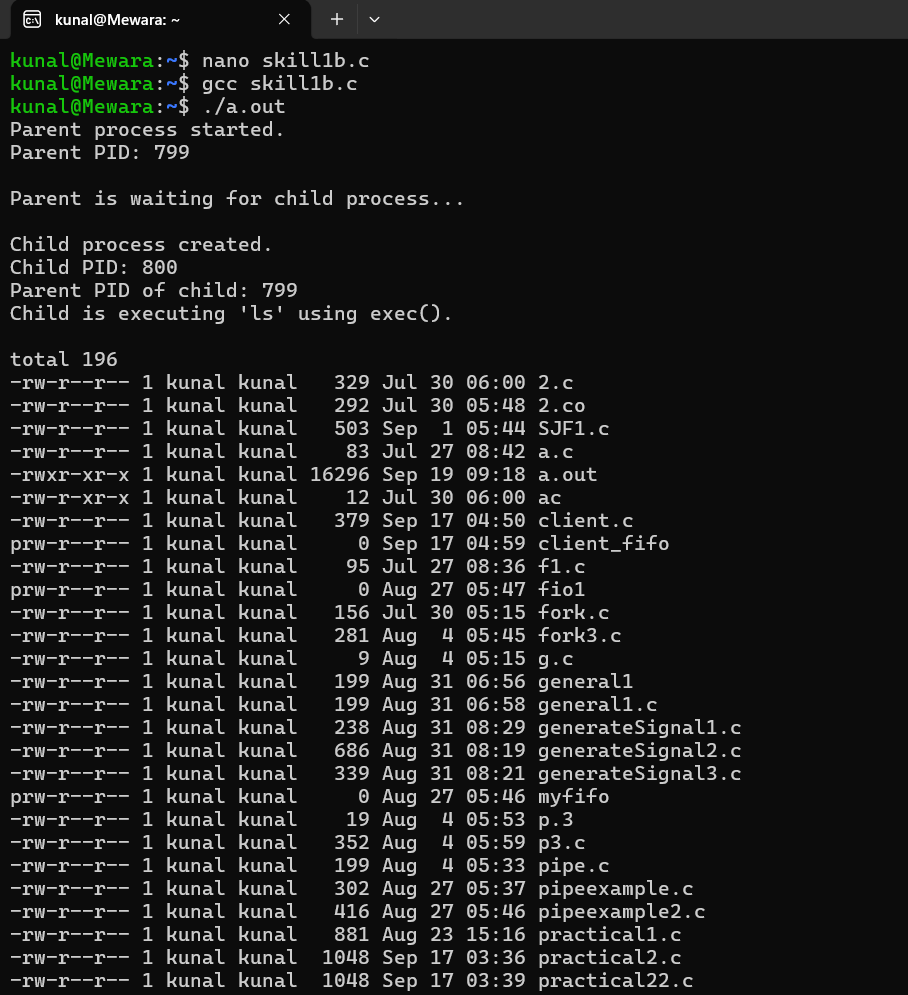 kunal@Mewara: ~
kunal@Mewara:~$ nano skill1b.c
kunal@Mewara:~$ gcc skill1b.c
kunal@Mewara:~$ ./a.out
Parent process started.
Parent PID: 799

Parent is waiting for child process...

Child process created.
Child PID: 800
Parent PID of child: 799
Child is executing 'ls' using exec().

total 196
-rw-r--r-- 1 kunal kunal   329 Jul 30 06:00 2.c
-rw-r--r-- 1 kunal kunal   292 Jul 30 05:48 2.co
-rw-r--r-- 1 kunal kunal   503 Sep  1 05:44 SJF1.c
-rw-r--r-- 1 kunal kunal    83 Jul 27 08:42 a.c
-rwxr-xr-x 1 kunal kunal 16296 Sep 19 09:18 a.out
-rw-r-xr-x 1 kunal kunal    12 Jul 30 06:00 ac
-rw-r--r-- 1 kunal kunal   379 Sep 17 04:50 client.c
prw-r--r-- 1 kunal kunal     0 Sep 17 04:59 client_fifo
-rw-r--r-- 1 kunal kunal    95 Jul 27 08:36 f1.c
prw-r--r-- 1 kunal kunal     0 Aug 27 05:47 fio1
-rw-r--r-- 1 kunal kunal   156 Jul 30 05:15 fork.c
-rw-r--r-- 1 kunal kunal   281 Aug  4 05:45 fork3.c
-rw-r--r-- 1 kunal kunal     9 Aug  4 05:15 g.c
-rw-r--r-- 1 kunal kunal   199 Aug 31 06:56 general1
-rw-r--r-- 1 kunal kunal   199 Aug 31 06:58 general1.c
-rw-r--r-- 1 kunal kunal   238 Aug 31 08:29 generateSignal1.c
-rw-r--r-- 1 kunal kunal   686 Aug 31 08:19 generateSignal2.c
-rw-r--r-- 1 kunal kunal   339 Aug 31 08:21 generateSignal3.c
prw-r--r-- 1 kunal kunal     0 Aug 27 05:46 myfifo
-rw-r--r-- 1 kunal kunal    19 Aug  4 05:53 p.3
-rw-r--r-- 1 kunal kunal   352 Aug  4 05:59 p3.c
-rw-r--r-- 1 kunal kunal   199 Aug  4 05:33 pipe.c
-rw-r--r-- 1 kunal kunal   302 Aug 27 05:37 pipeexample.c
-rw-r--r-- 1 kunal kunal   416 Aug 27 05:46 pipeexample2.c
-rw-r--r-- 1 kunal kunal   881 Aug 23 15:16 practical1.c
-rw-r--r-- 1 kunal kunal  1048 Sep 17 03:36 practical2.c
-rw-r--r-- 1 kunal kunal  1048 Sep 17 03:39 practical22.c